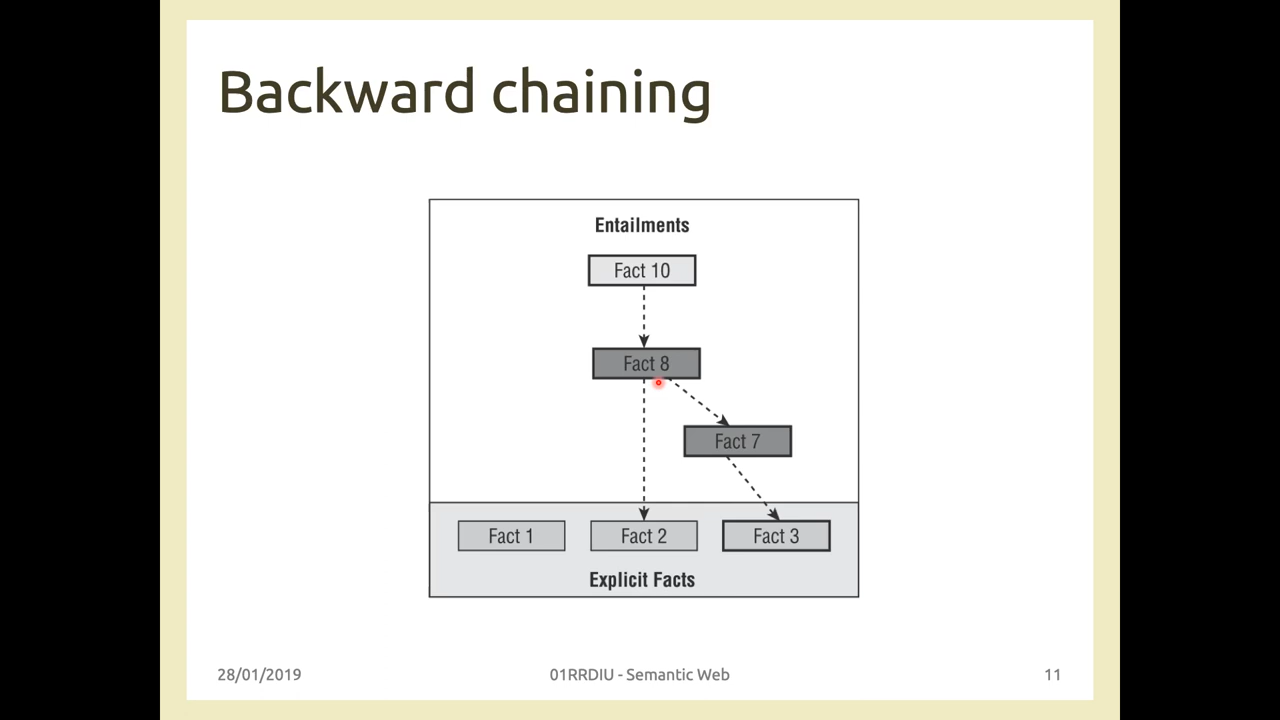 Backward chaining
Entailments
Fact 10
Fact 8
Fact 7
Fact 1 Fact 2 Fact 3
Explicit Facts
28/01/2019 01RRDIU - Semantic Web 11